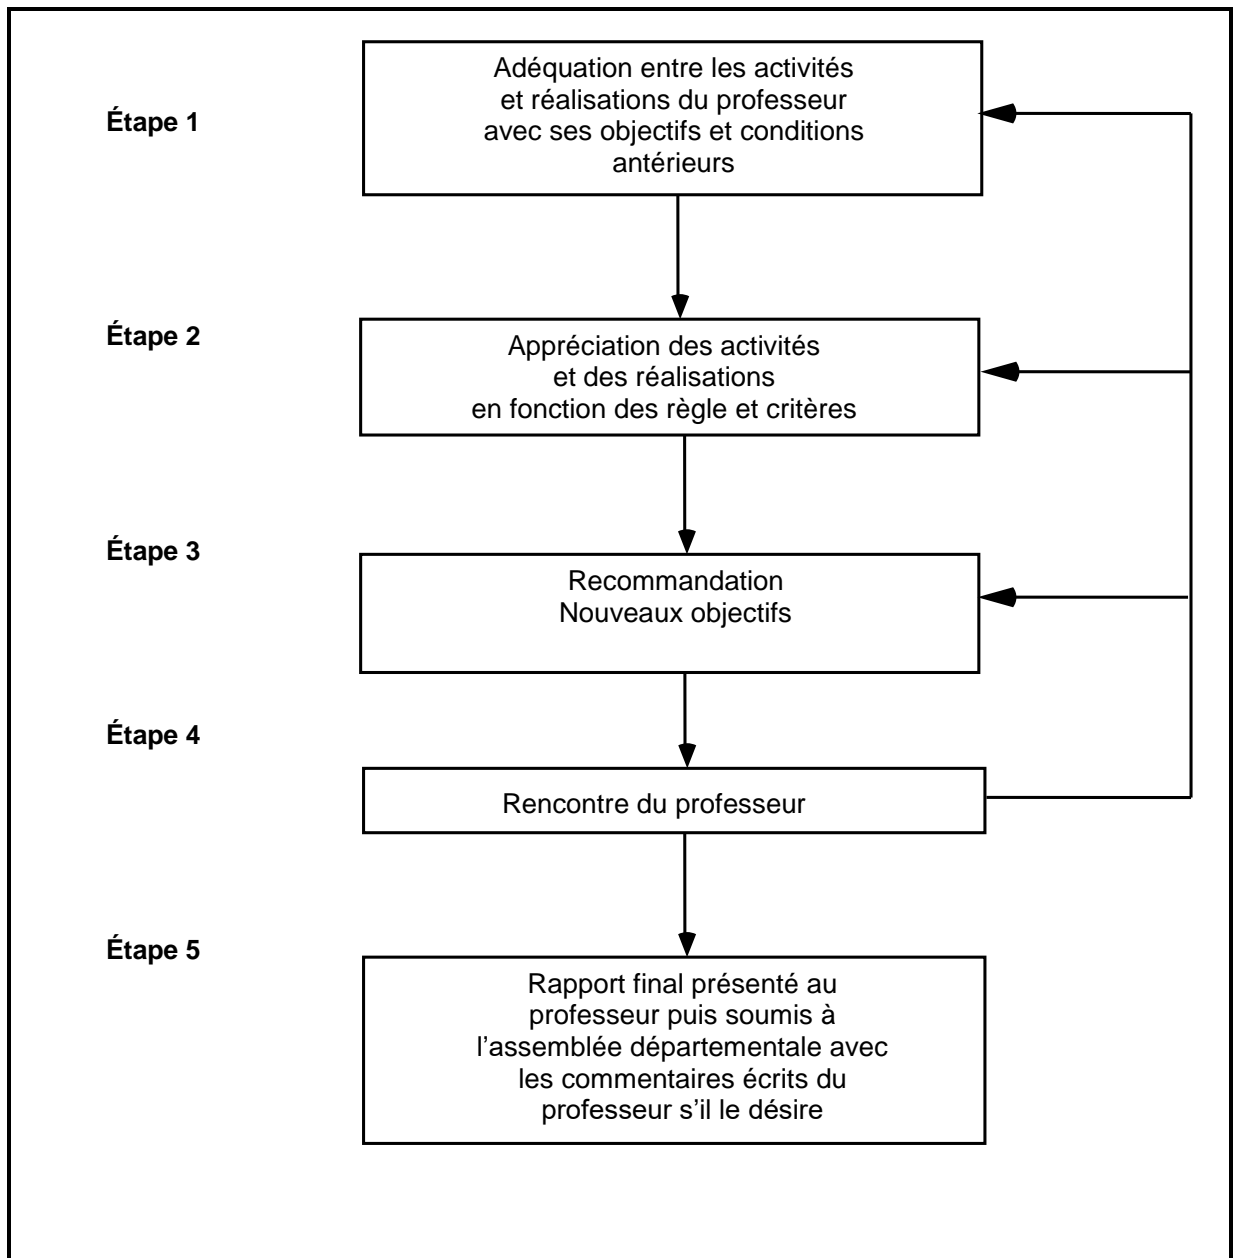 Étape 1
Adéquation entre les activités
et réalisations du professeur
avec ses objectifs et conditions
antérieurs
Étape 2
Appréciation des activités
et des réalisations
en fonction des règle et critères
Étape 3
Recommandation
Nouveaux objectifs
Étape 4
Rencontre du professeur
Étape 5
Rapport final présenté au
professeur puis soumis à
l’assemblée départementale avec
les commentaires écrits du
professeur s’il le désire